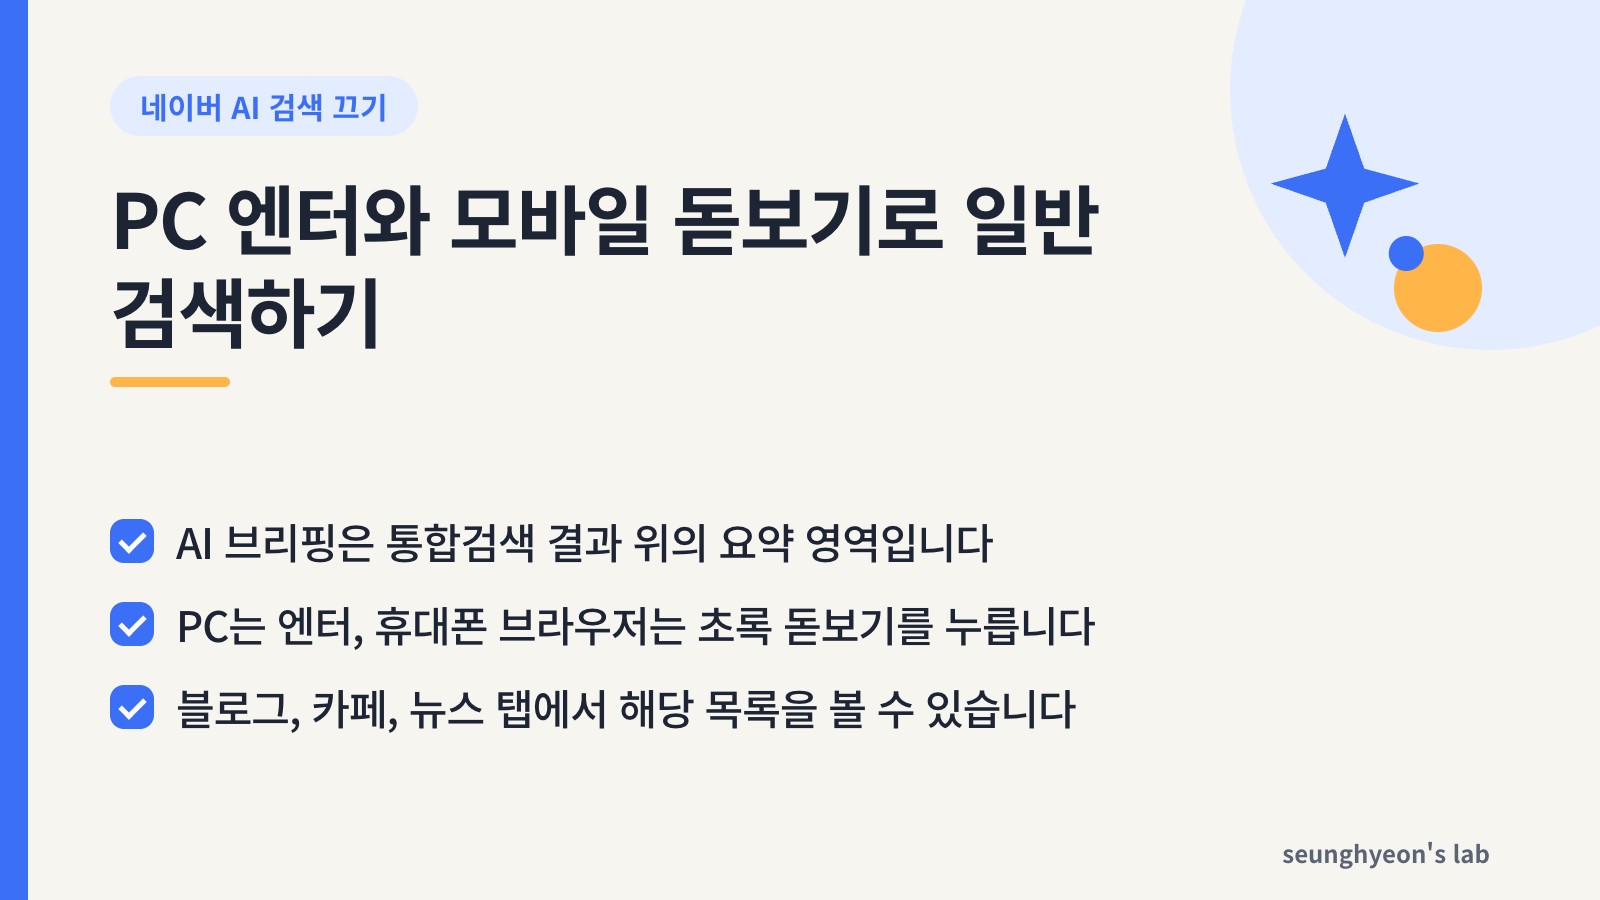 네이버 AI 검색 끄기
PC 엔터와 모바일 돋보기로 일반
검색하기
AI 브리핑은 통합검색 결과 위의 요약 영역입니다
PC는 엔터, 휴대폰 브라우저는 초록 돋보기를 누릅니다
블로그, 카페, 뉴스 탭에서 해당 목록을 볼 수 있습니다
seunghyeon's lab